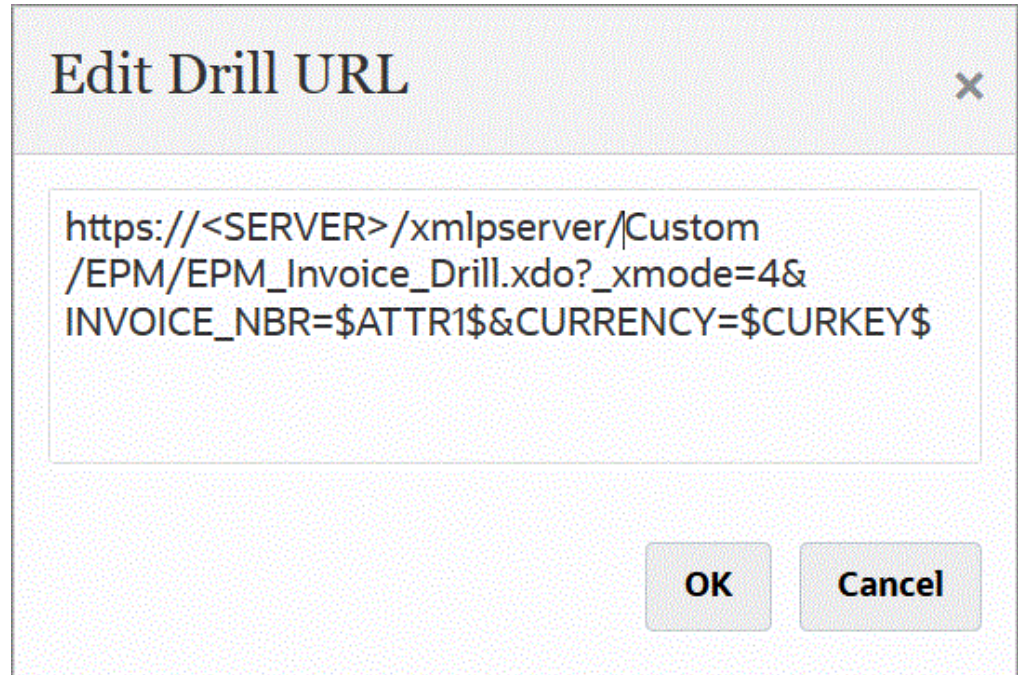 Edit Drill URL
https://<SERVER>/xmlpserver/Custom
/EPM/EPM_Invoice_Drill.xdo?_xmode=4&
INVOICE_NBR=$ATTR1$&CURRENCY=$CURKEY$
OK Cancel